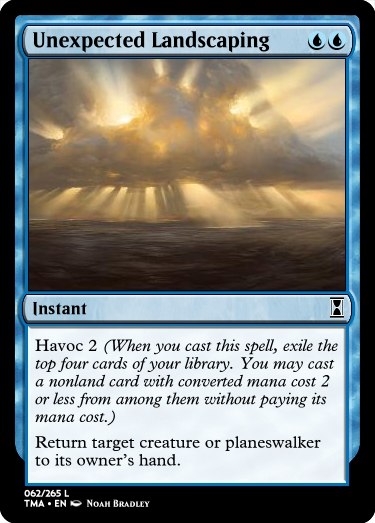 Unexpected Landscaping
Instant
Havoc 2 (When you cast this spell, exile the
top four cards of your library. You may cast
a nonland card with converted mana cost 2
or less from among them without paying its
mana cost.)
Return target creature or planeswalker
to its owner's hand.
062/265 L
TMA • EN Noah Bradley